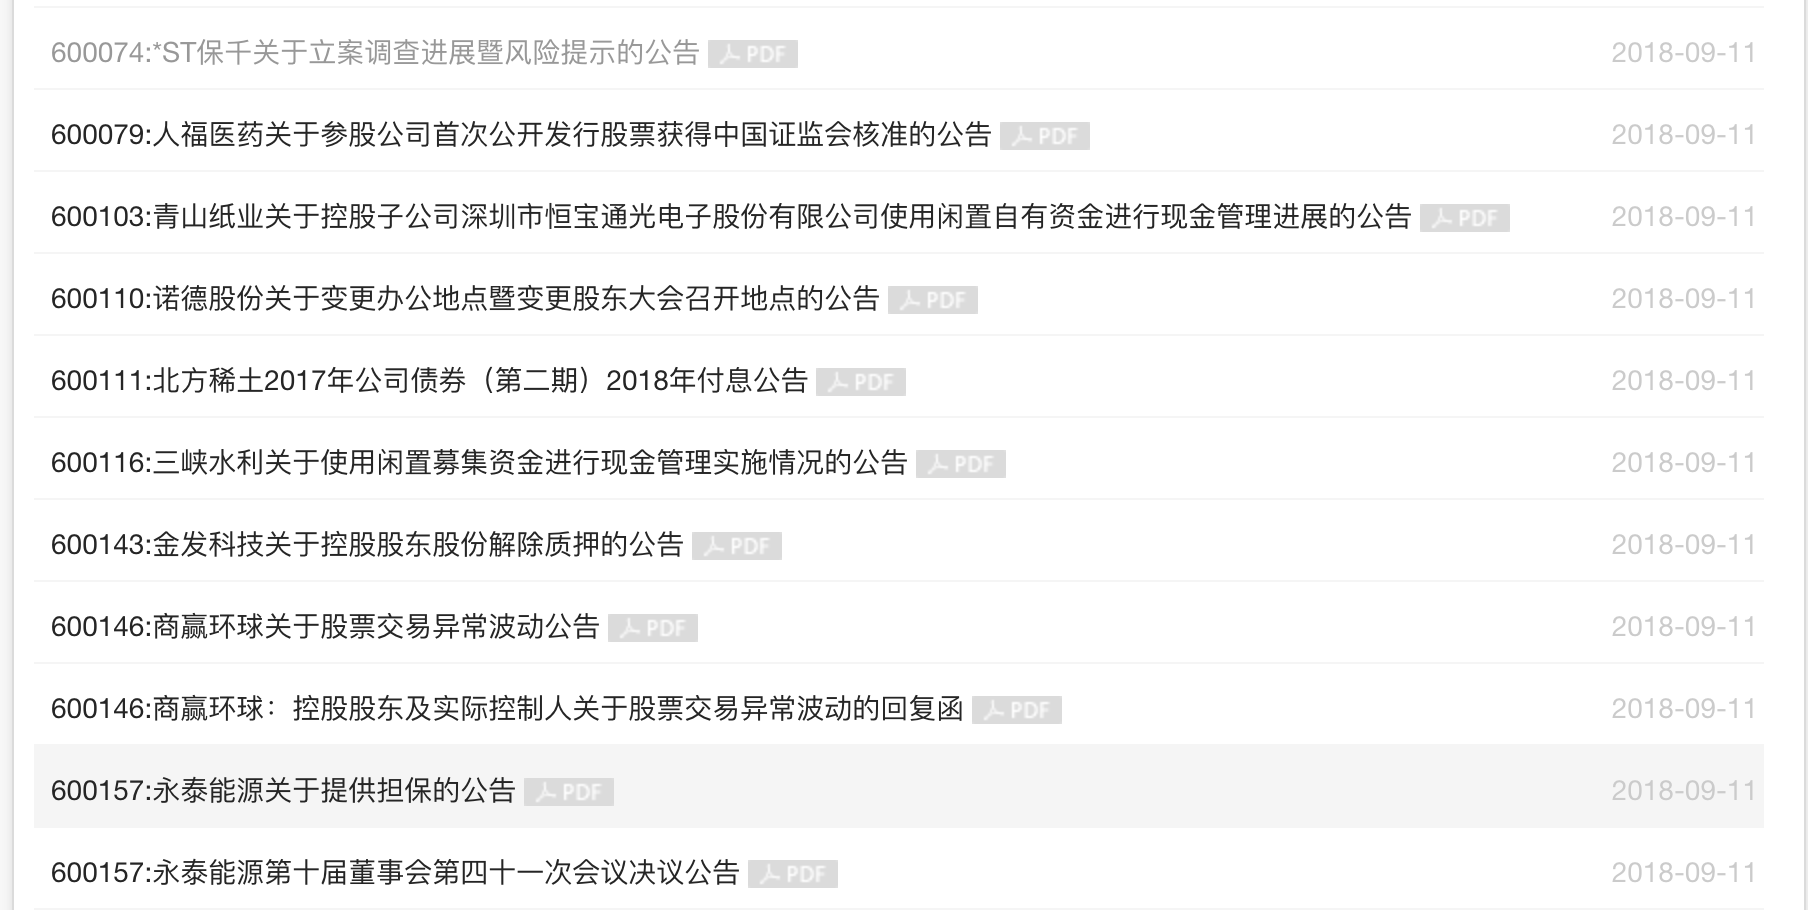 600074:*ST保千关于立案调查进展暨风险提示的公告 PDF 2018-09-11
600079:人福医药关于参股公司首次公开发行股票获得中国证监会核准的公告 PDF 2018-09-11
600103:青山纸业关于控股子公司深圳市恒宝通光电子股份有限公司使用闲置自有资金进行现金管理进展的公告 PDF 2018-09-11
600110:诺德股份关于变更办公地点暨变更股东大会召开地点的公告 PDF 2018-09-11
600111:北方稀土2017年公司债券（第二期）2018年付息公告 PDF 2018-09-11
600116:三峡水利关于使用闲置募集资金进行现金管理实施情况的公告 PDF 2018-09-11
600143:金发科技关于控股股东股份解除质押的公告 PDF 2018-09-11
600146:商赢环球关于股票交易异常波动公告 PDF 2018-09-11
600146:商赢环球：控股股东及实际控制人关于股票交易异常波动的回复函 PDF 2018-09-11
600157:永泰能源关于提供担保的公告 PDF 2018-09-11
600157:永泰能源第十届董事会第四十一次会议决议公告 PDF 2018-09-11